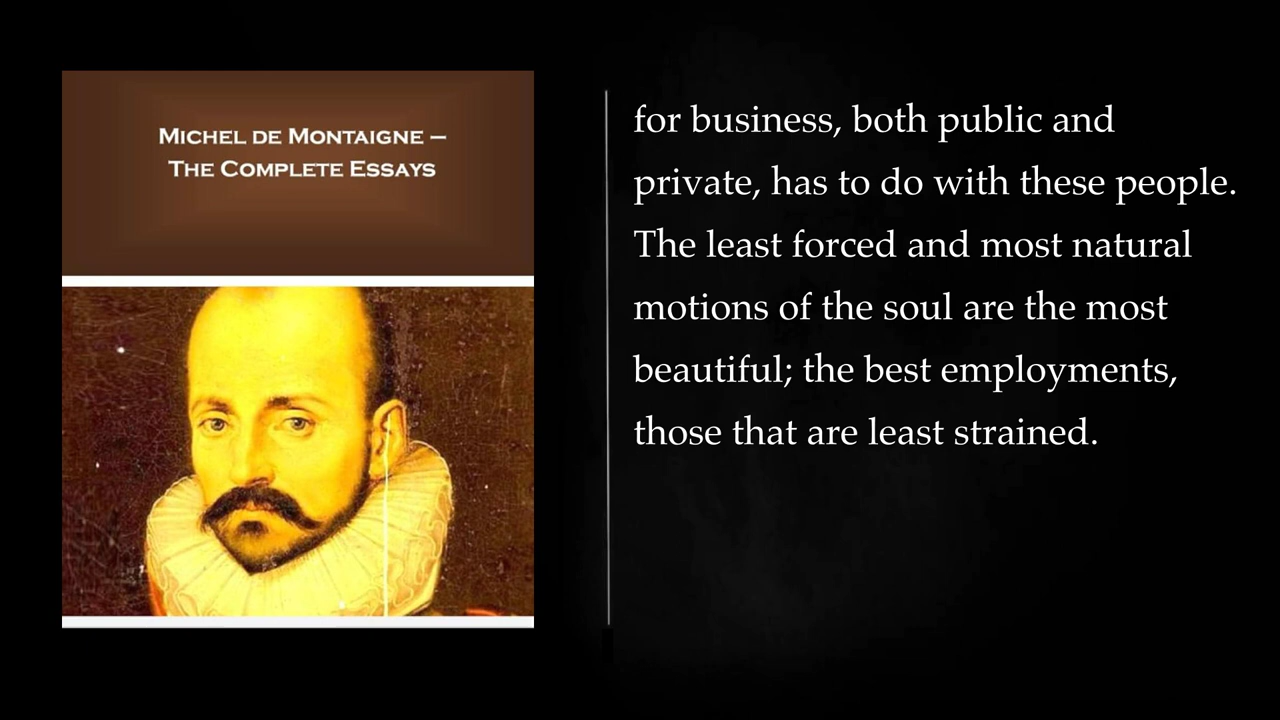 MICHEL DE MONTAIGNE –
THE COMPLETE ESSAYS
for business, both public and
private, has to do with these people.
The least forced and most natural
motions of the soul are the most
beautiful; the best employments,
those that are least strained.